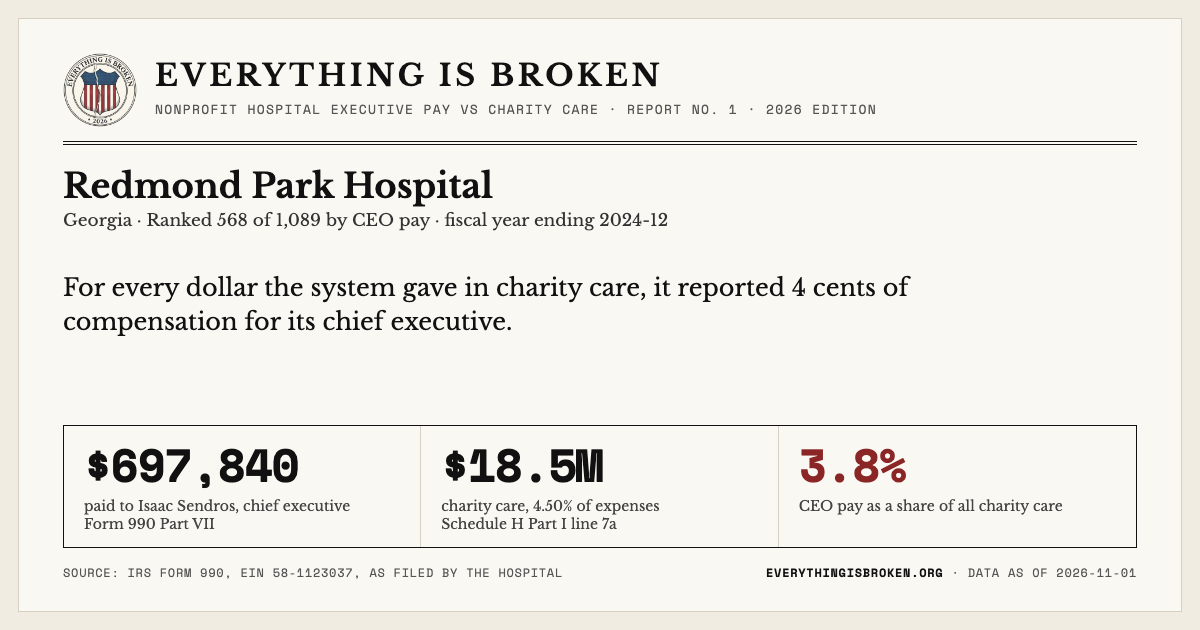 EVERYTHING IS BROKEN
· 2026 ·
EVERYTHING IS BROKEN
NONPROFIT HOSPITAL EXECUTIVE PAY VS CHARITY CARE · REPORT NO. 1 · 2026 EDITION
Redmond Park Hospital
Georgia · Ranked 568 of 1,089 by CEO pay · fiscal year ending 2024-12
For every dollar the system gave in charity care, it reported 4 cents of
compensation for its chief executive.
$697,840
paid to Isaac Sendros, chief executive
Form 990 Part VII
$18.5M
charity care, 4.50% of expenses
Schedule H Part I line 7a
3.8%
CEO pay as a share of all charity care
SOURCE: IRS FORM 990, EIN 58-1123037, AS FILED BY THE HOSPITAL
EVERYTHINGISBROKEN.ORG · DATA AS OF 2026-11-01